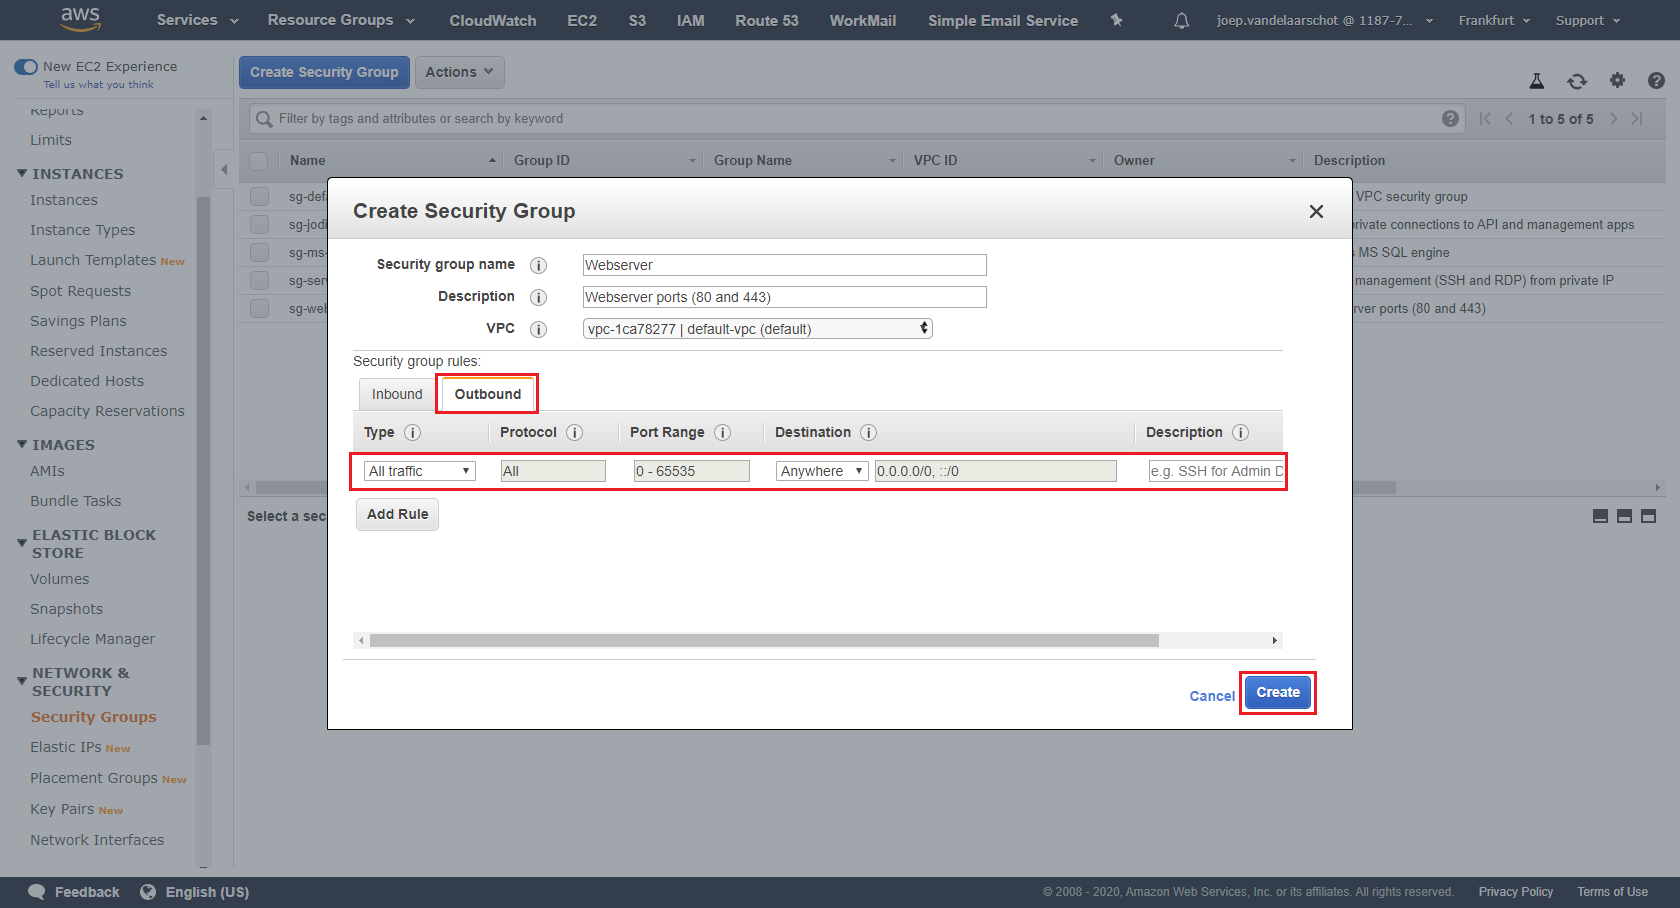 aws
Services
Resource Groups
CloudWatch
EC2
S3
IAM
Route 53
WorkMail
Simple Email Service
joep.vandelaarschot @ 1187-7...
Frankfurt
Support
New EC2 Experience
Tell us what you think
Reports
Limits
INSTANCES
Instances
Instance Types
Launch Templates New
Spot Requests
Savings Plans
Reserved Instances
Dedicated Hosts
Capacity Reservations
IMAGES
AMIs
Bundle Tasks
ELASTIC BLOCK
STORE
Volumes
Snapshots
Lifecycle Manager
NETWORK &
SECURITY
Security Groups
Elastic IPs New
Placement Groups New
Key Pairs New
Network Interfaces
Create Security Group
Actions
Filter by tags and attributes or search by keyword
1 to 5 of 5
Name
Group ID
Group Name
VPC ID
Owner
Description
sg-defa
VPC security group
sg-jodi
private connections to API and management apps
sg-ms-
s MS SQL engine
sg-serv
management (SSH and RDP) from private IP
sg-web
rver ports (80 and 443)
Select a sec
Create Security Group
Security group name
Webserver
Description
Webserver ports (80 and 443)
VPC
vpc-1ca78277 | default-vpc (default)
Security group rules:
Inbound
Outbound
Type
Protocol
Port Range
Destination
Description
All traffic
All
0 - 65535
Anywhere
0.0.0.0/0, ::/0
e.g. SSH for Admin D
Add Rule
Cancel
Create
Feedback
English (US)
© 2008 - 2020, Amazon Web Services, Inc. or its affiliates. All rights reserved.
Privacy Policy
Terms of Use